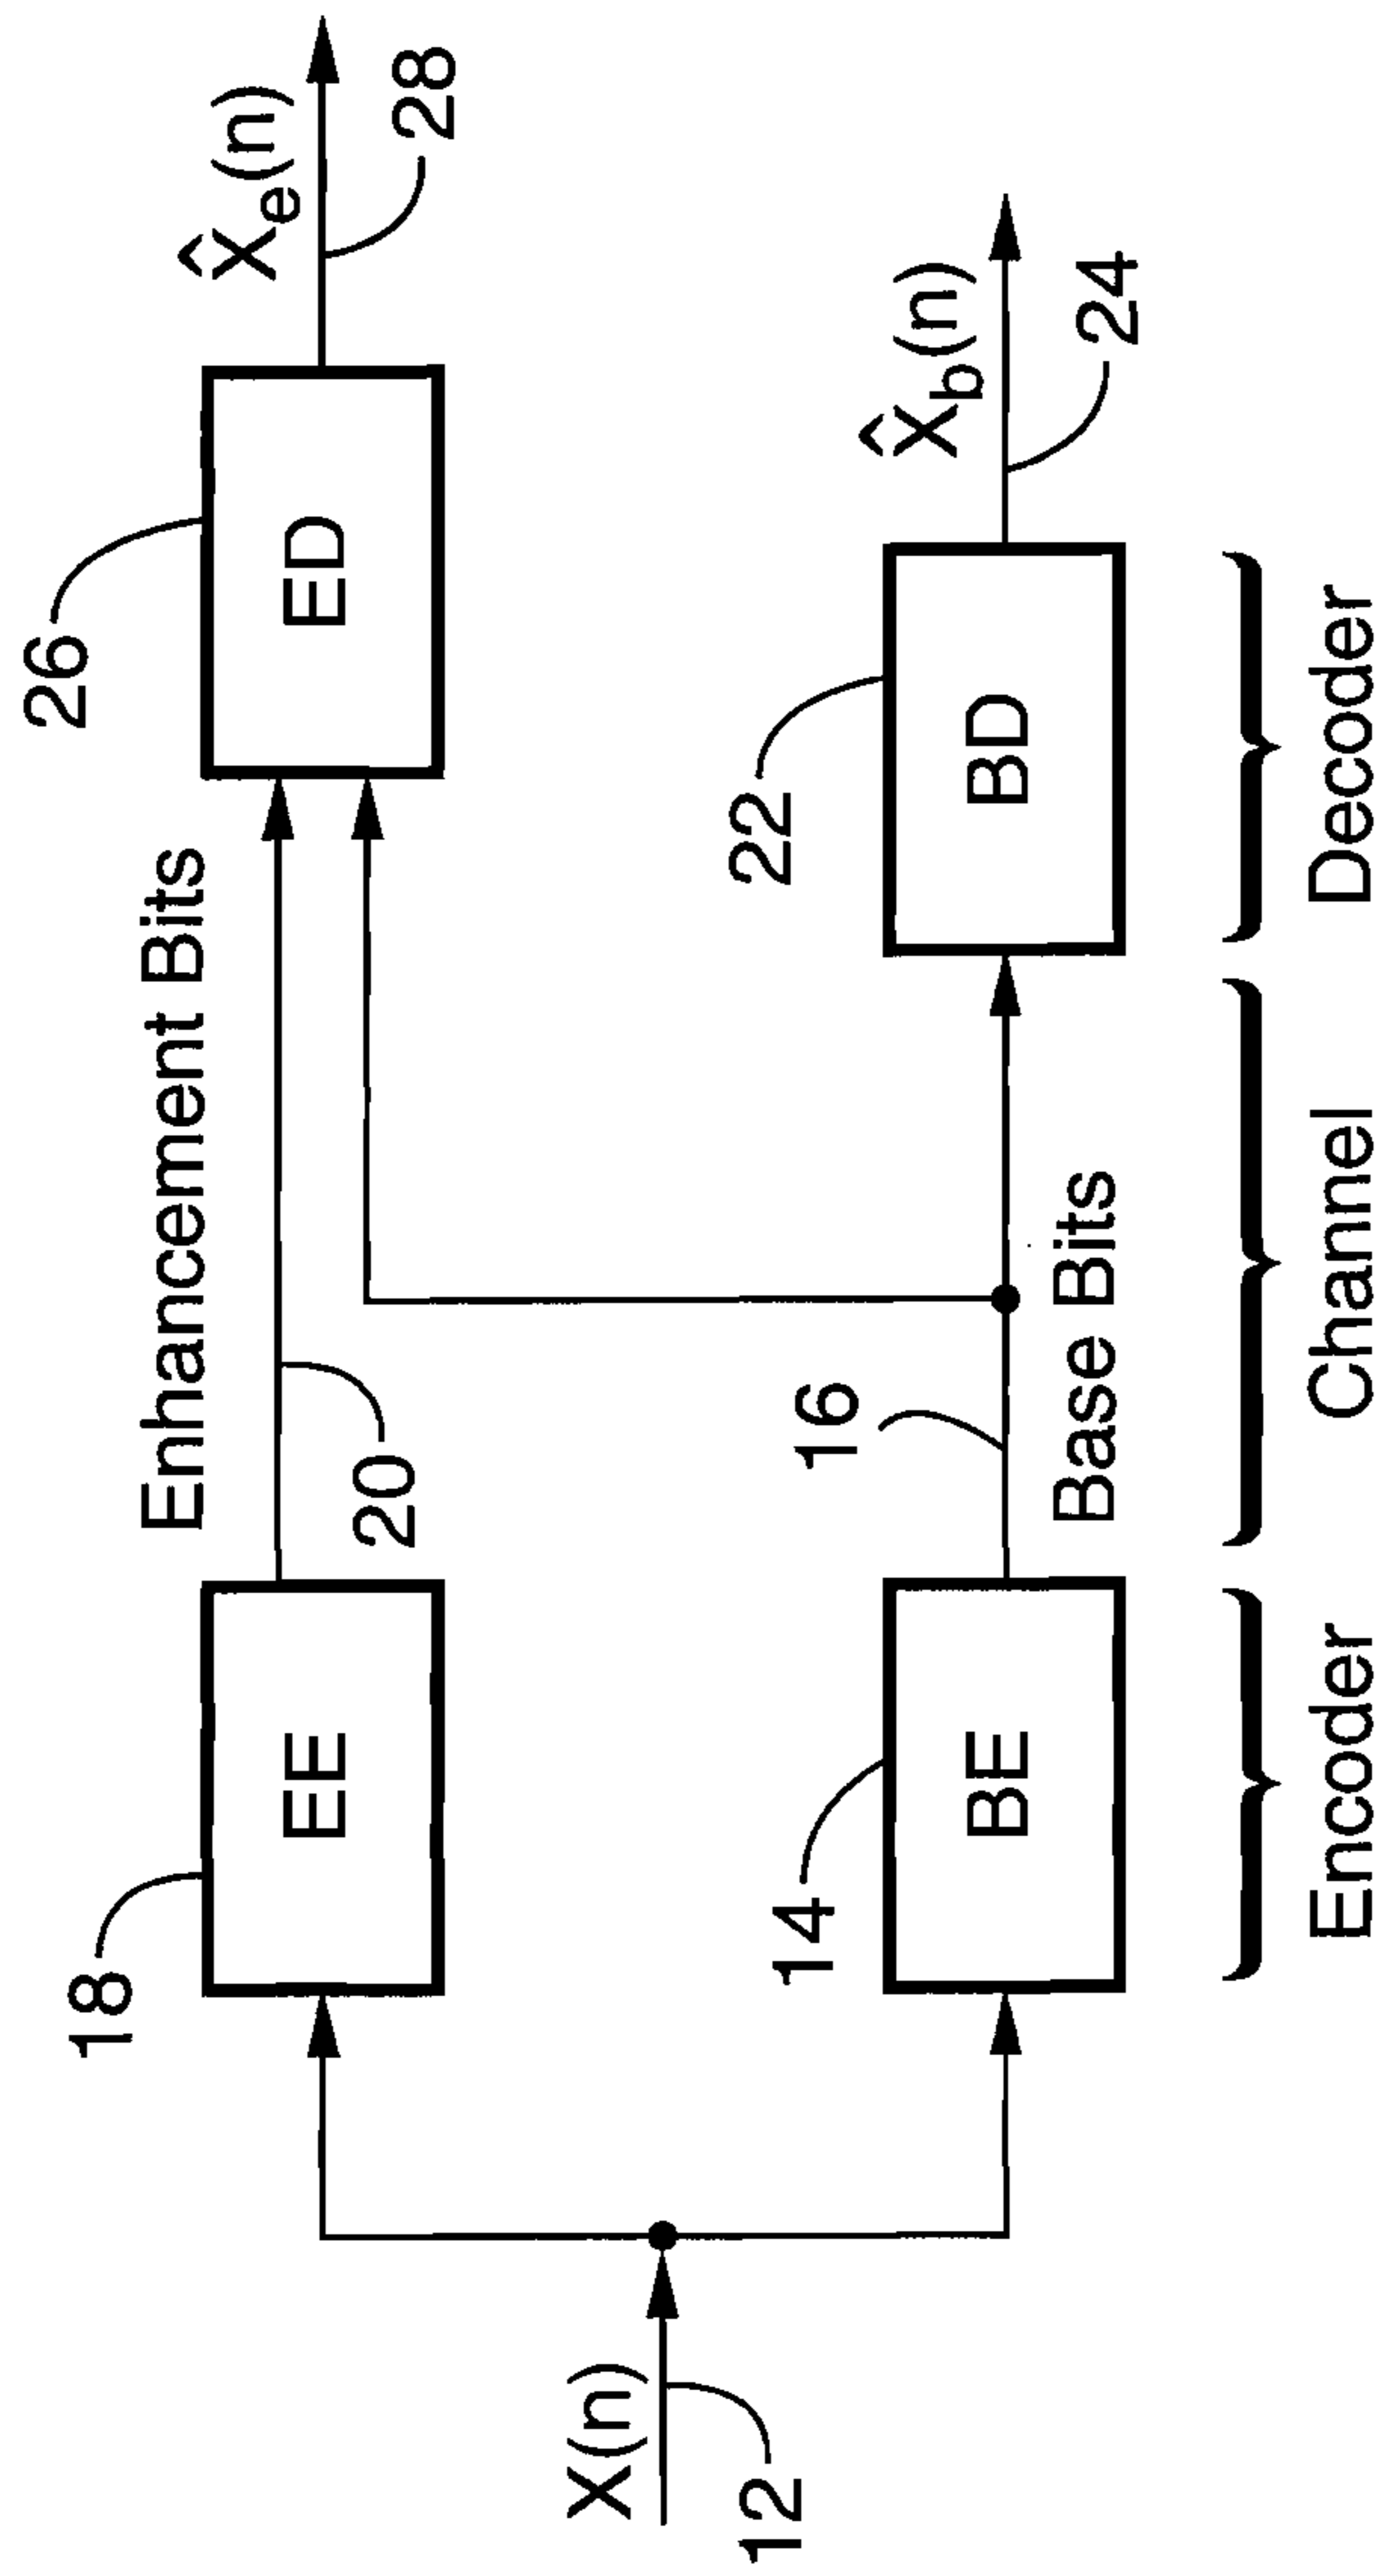 26
18
Enhancement Bits
X̂e(n)
EE
ED
20
28
X(n)
12
22
16
14
X̂b(n)
BE
BD
Base Bits
24
Encoder
Channel
Decoder